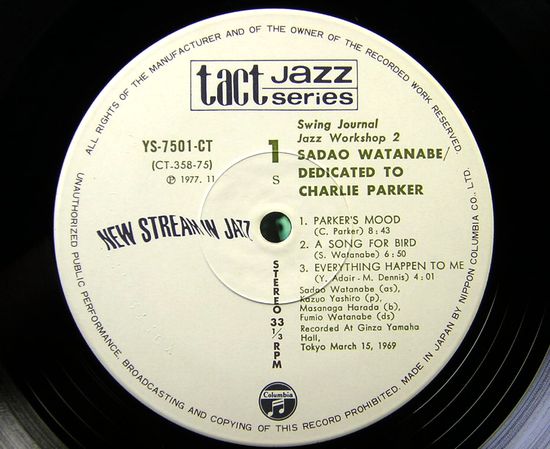 ALL RIGHTS OF THE MANUFACTURER AND OF THE OWNER OF THE RECORDED WORK RESERVED.
UNAUTHORIZED PUBLIC PERFORMANCE, BROADCASTING AND COPYING OF THIS RECORD PROHIBITED. MADE IN JAPAN BY NIPPON COLUMBIA CO., LTD.
tact JAZZ
series
Swing Journal
Jazz Workshop 2
YS-7501-CT
(CT-358-75)
℗ 1977. 11
1
S
SADAO WATANABE/
DEDICATED TO
CHARLIE PARKER
NEW STREAM IN JAZZ
1. PARKER'S MOOD
(C. Parker) 8:43
2. A SONG FOR BIRD
(S. Watanabe) 6:50
3. EVERYTHING HAPPEN TO ME
(Y. Adair-M. Dennis) 4:01
Sadao Watanabe (as),
Kazuo Yashiro (p),
Masanaga Harada (b),
Fumio Watanabe (ds)
Recorded At Ginza Yamaha
Hall,
Tokyo March 15, 1969
STEREO 33 1/3 RPM
Columbia